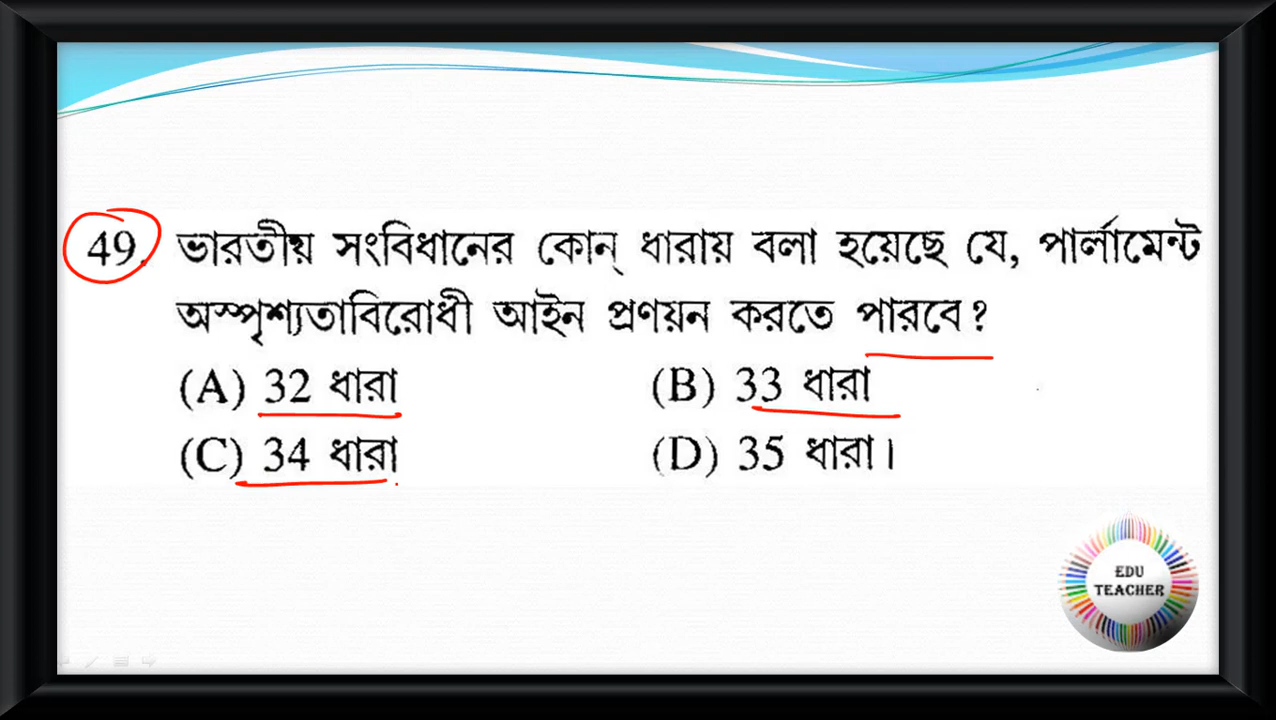 49. ভারতীয় সংবিধানের কোন্ ধারায় বলা হয়েছে যে, পার্লামেন্ট
অস্পৃশ্যতাবিরোধী আইন প্রণয়ন করতে পারবে?
(A) 32 ধারা (B) 33 ধারা
(C) 34 ধারা (D) 35 ধারা।
EDU
TEACHER